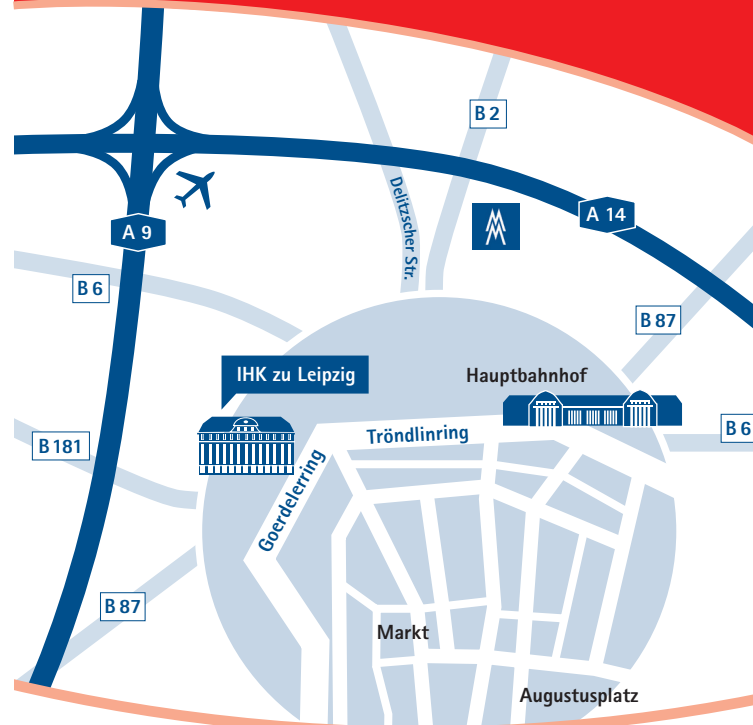 B 2
Delitzscher Str.
A 14
A 9
B 6
B 87
IHK zu Leipzig
Hauptbahnhof
B 6
Tröndlinring
B 181
Goerdelerring
B 87
Markt
Augustusplatz